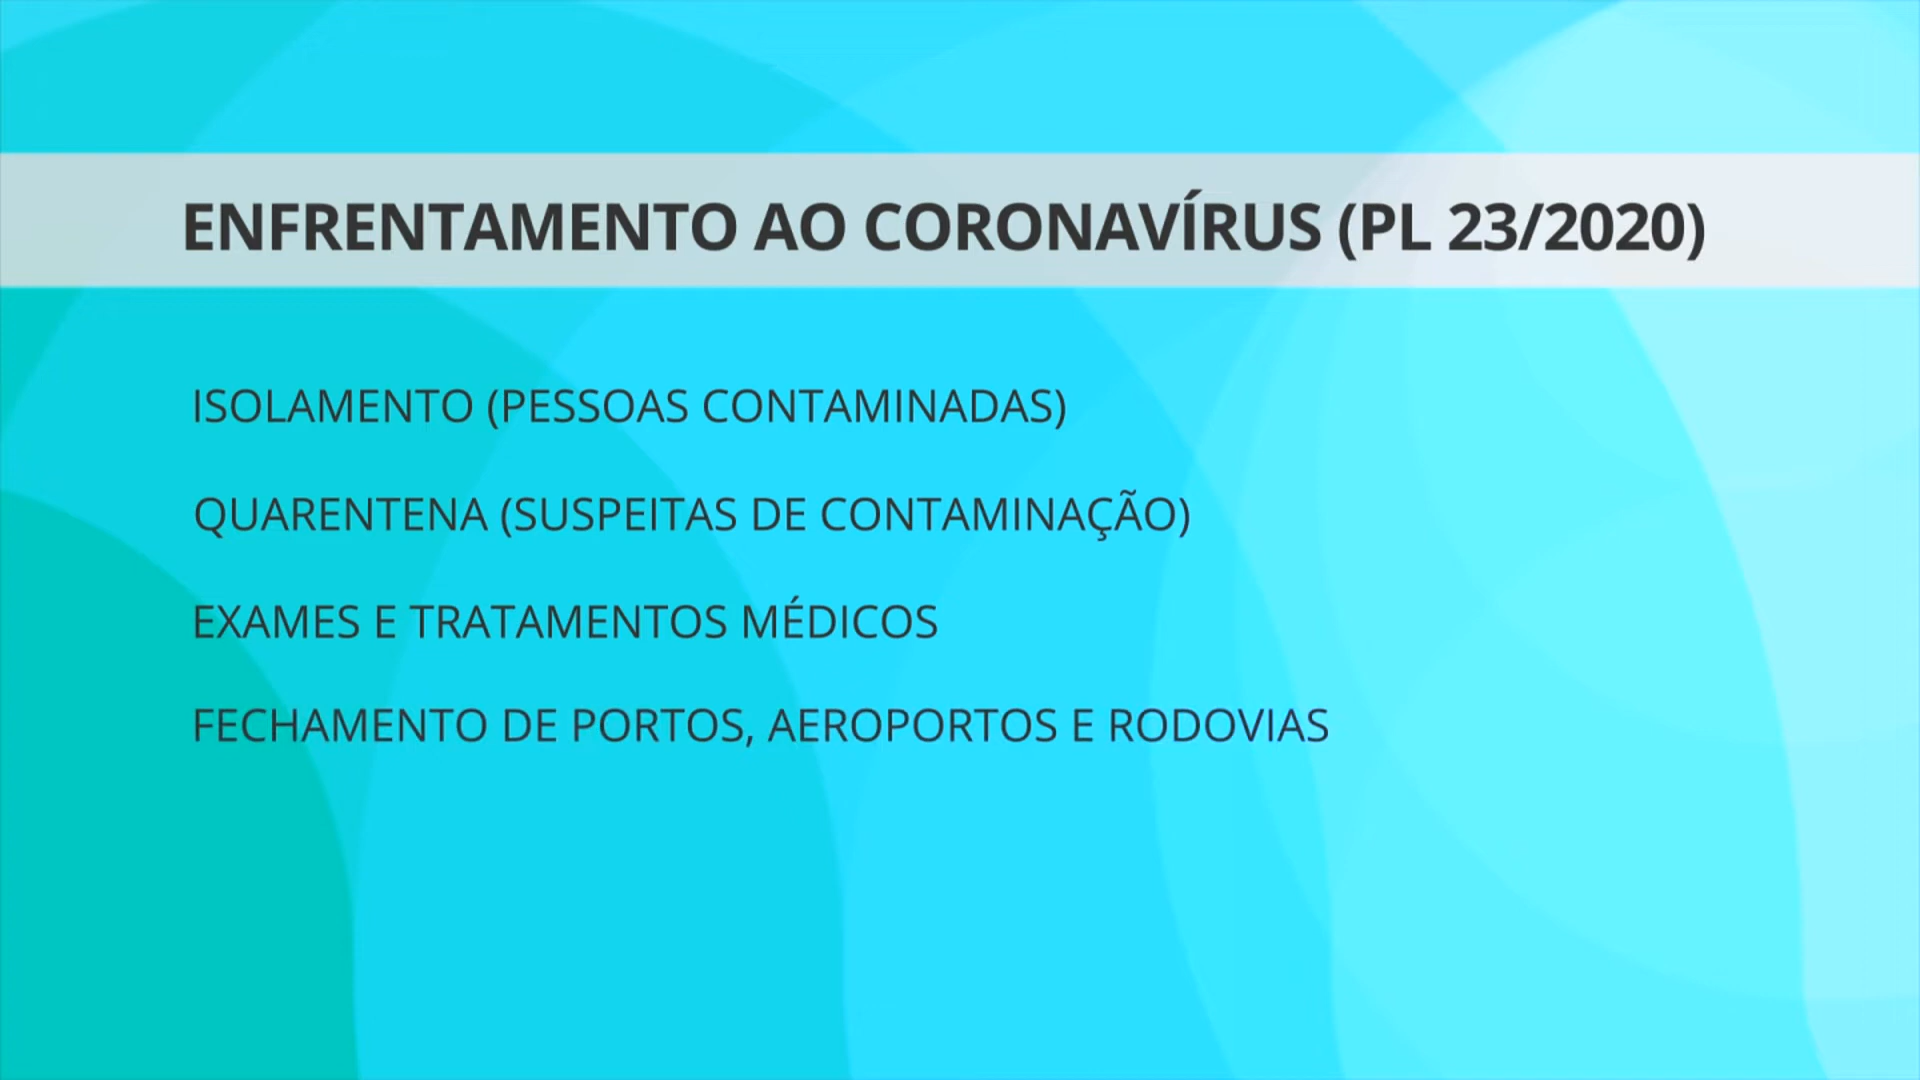 ENFRENTAMENTO AO CORONAVÍRUS (PL 23/2020)
ISOLAMENTO (PESSOAS CONTAMINADAS)
QUARENTENA (SUSPEITAS DE CONTAMINAÇÃO)
EXAMES E TRATAMENTOS MÉDICOS
FECHAMENTO DE PORTOS, AEROPORTOS E RODOVIAS